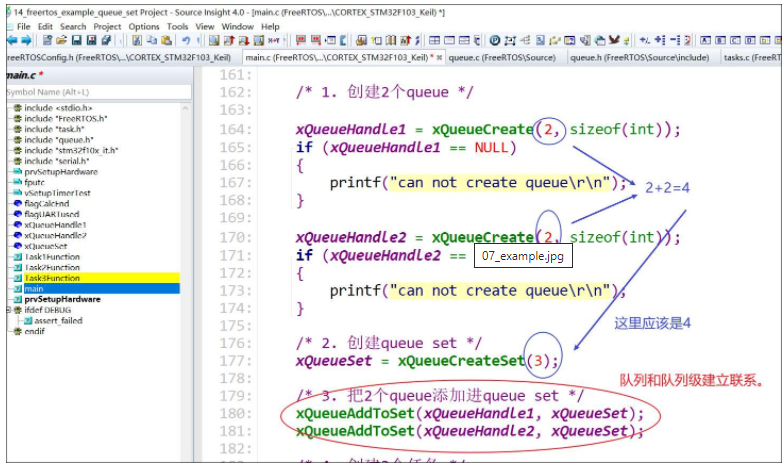 14_freertos_example_queue_set Project - Source Insight 4.0 - [main.c (FreeRTOS\...\CORTEX_STM32F103_Keil) *]
File Edit Search Project Options Tools View Window Help
FreeRTOSConfig.h (FreeRTOS\,...\CORTEX_STM32F103_Keil) main.c (FreeRTOS\,...\CORTEX_STM32F103_Keil) * queue.c (FreeRTOS\Source) queue.h (FreeRTOS\Source\include) tasks.c (FreeRT
main.c *
Symbol Name (Alt+L)
include <stdio.h>
include "FreeRTOS.h"
include "task.h"
include "queue.h"
include "stm32f10x_it.h"
include "serial.h"
prvSetupHardware
fputc
vSetupTimerTest
flagCalcEnd
flagUARTused
xQueueHandle1
xQueueHandle2
xQueueSet
Task1Function
Task2Function
Task3Function
main
prvSetupHardware
ifdef DEBUG
assert_failed
endif
161:
162: /* 1. 创建2个queue */
163:
164: xQueueHandle1 = xQueueCreate(2, sizeof(int));
165: if (xQueueHandle1 == NULL)
166: {
167: printf("can not create queue\r\n");
168: }
169:
170: xQueueHandle2 = xQueueCreate(2, sizeof(int));
171: if (xQueueHandle2 ==
172: {
173: printf("can not create queue\r\n");
174: }
175:
176: /* 2. 创建queue set */
177: xQueueSet = xQueueCreateSet(3);
178:
179: /* 3. 把2个queue添加进queue set */
180: xQueueAddToSet(xQueueHandle1, xQueueSet);
181: xQueueAddToSet(xQueueHandle2, xQueueSet);
182:
2+2=4
07_example.jpg
这里应该是4
队列和队列级建立联系。